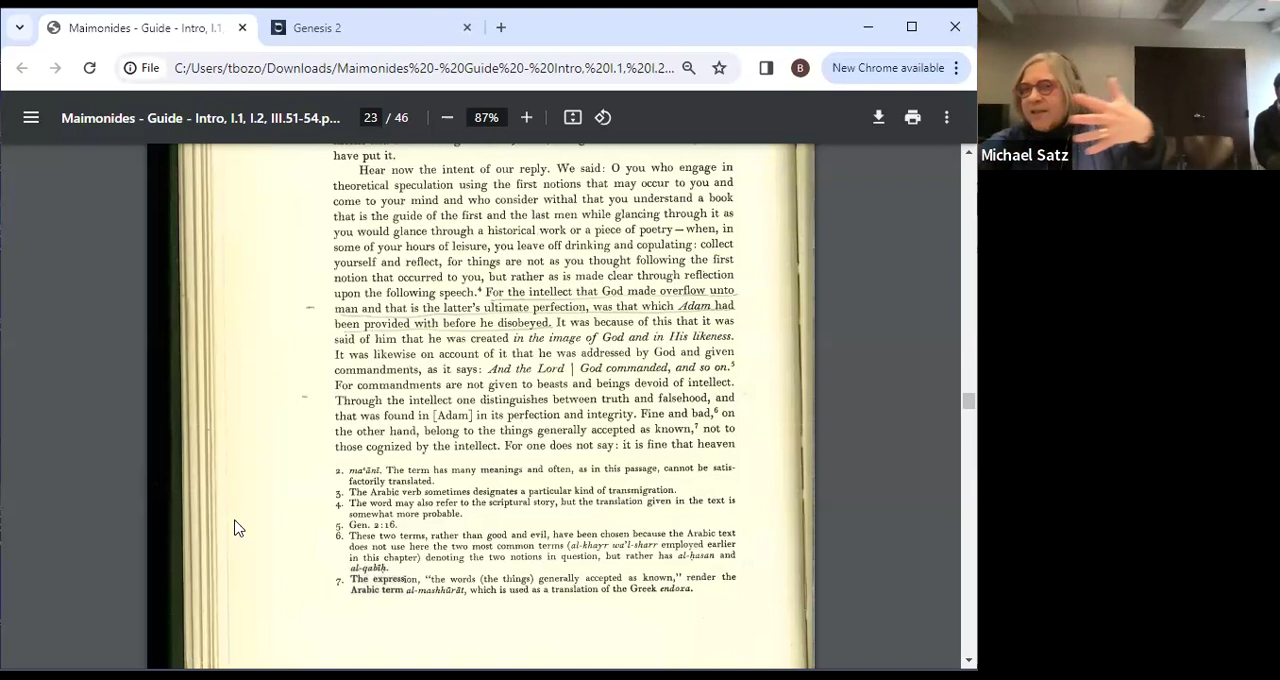 Maimonides - Guide - Intro, I.1,
Genesis 2
File
C:/Users/tbozo/Downloads/Maimonides%20-%20Guide%20-%20Intro,%20I.1,%20I.2...
B
New Chrome available
Maimonides - Guide - Intro, I.1, I.2, III.51-54.p...
23 / 46
87%
have put it.
Hear now the intent of our reply. We said: O you who engage in
theoretical speculation using the first notions that may occur to you and
come to your mind and who consider withal that you understand a book
that is the guide of the first and the last men while glancing through it as
you would glance through a historical work or a piece of poetry — when, in
some of your hours of leisure, you leave off drinking and copulating: collect
yourself and reflect, for things are not as you thought following the first
notion that occurred to you, but rather as is made clear through reflection
upon the following speech.⁴ For the intellect that God made overflow unto
man and that is the latter's ultimate perfection, was that which Adam had
been provided with before he disobeyed. It was because of this that it was
said of him that he was created in the image of God and in His likeness.
It was likewise on account of it that he was addressed by God and given
commandments, as it says: And the Lord | God commanded, and so on.⁵
For commandments are not given to beasts and beings devoid of intellect.
Through the intellect one distinguishes between truth and falsehood, and
that was found in [Adam] in its perfection and integrity. Fine and bad,⁶ on
the other hand, belong to the things generally accepted as known,⁷ not to
those cognized by the intellect. For one does not say: it is fine that heaven
2. ma'ānī. The term has many meanings and often, as in this passage, cannot be satis-
factorily translated.
3. The Arabic verb sometimes designates a particular kind of transmigration.
4. The word may also refer to the scriptural story, but the translation given in the text is
somewhat more probable.
5. Gen. 2:16.
6. These two terms, rather than good and evil, have been chosen because the Arabic text
does not use here the two most common terms (al-khayr wa'l-sharr employed earlier
in this chapter) denoting the two notions in question, but rather has al-ḥasan and
al-qabīḥ.
7. The expression, "the words (the things) generally accepted as known," render the
Arabic term al-mashhūrāt, which is used as a translation of the Greek endoxa.
Michael Satz